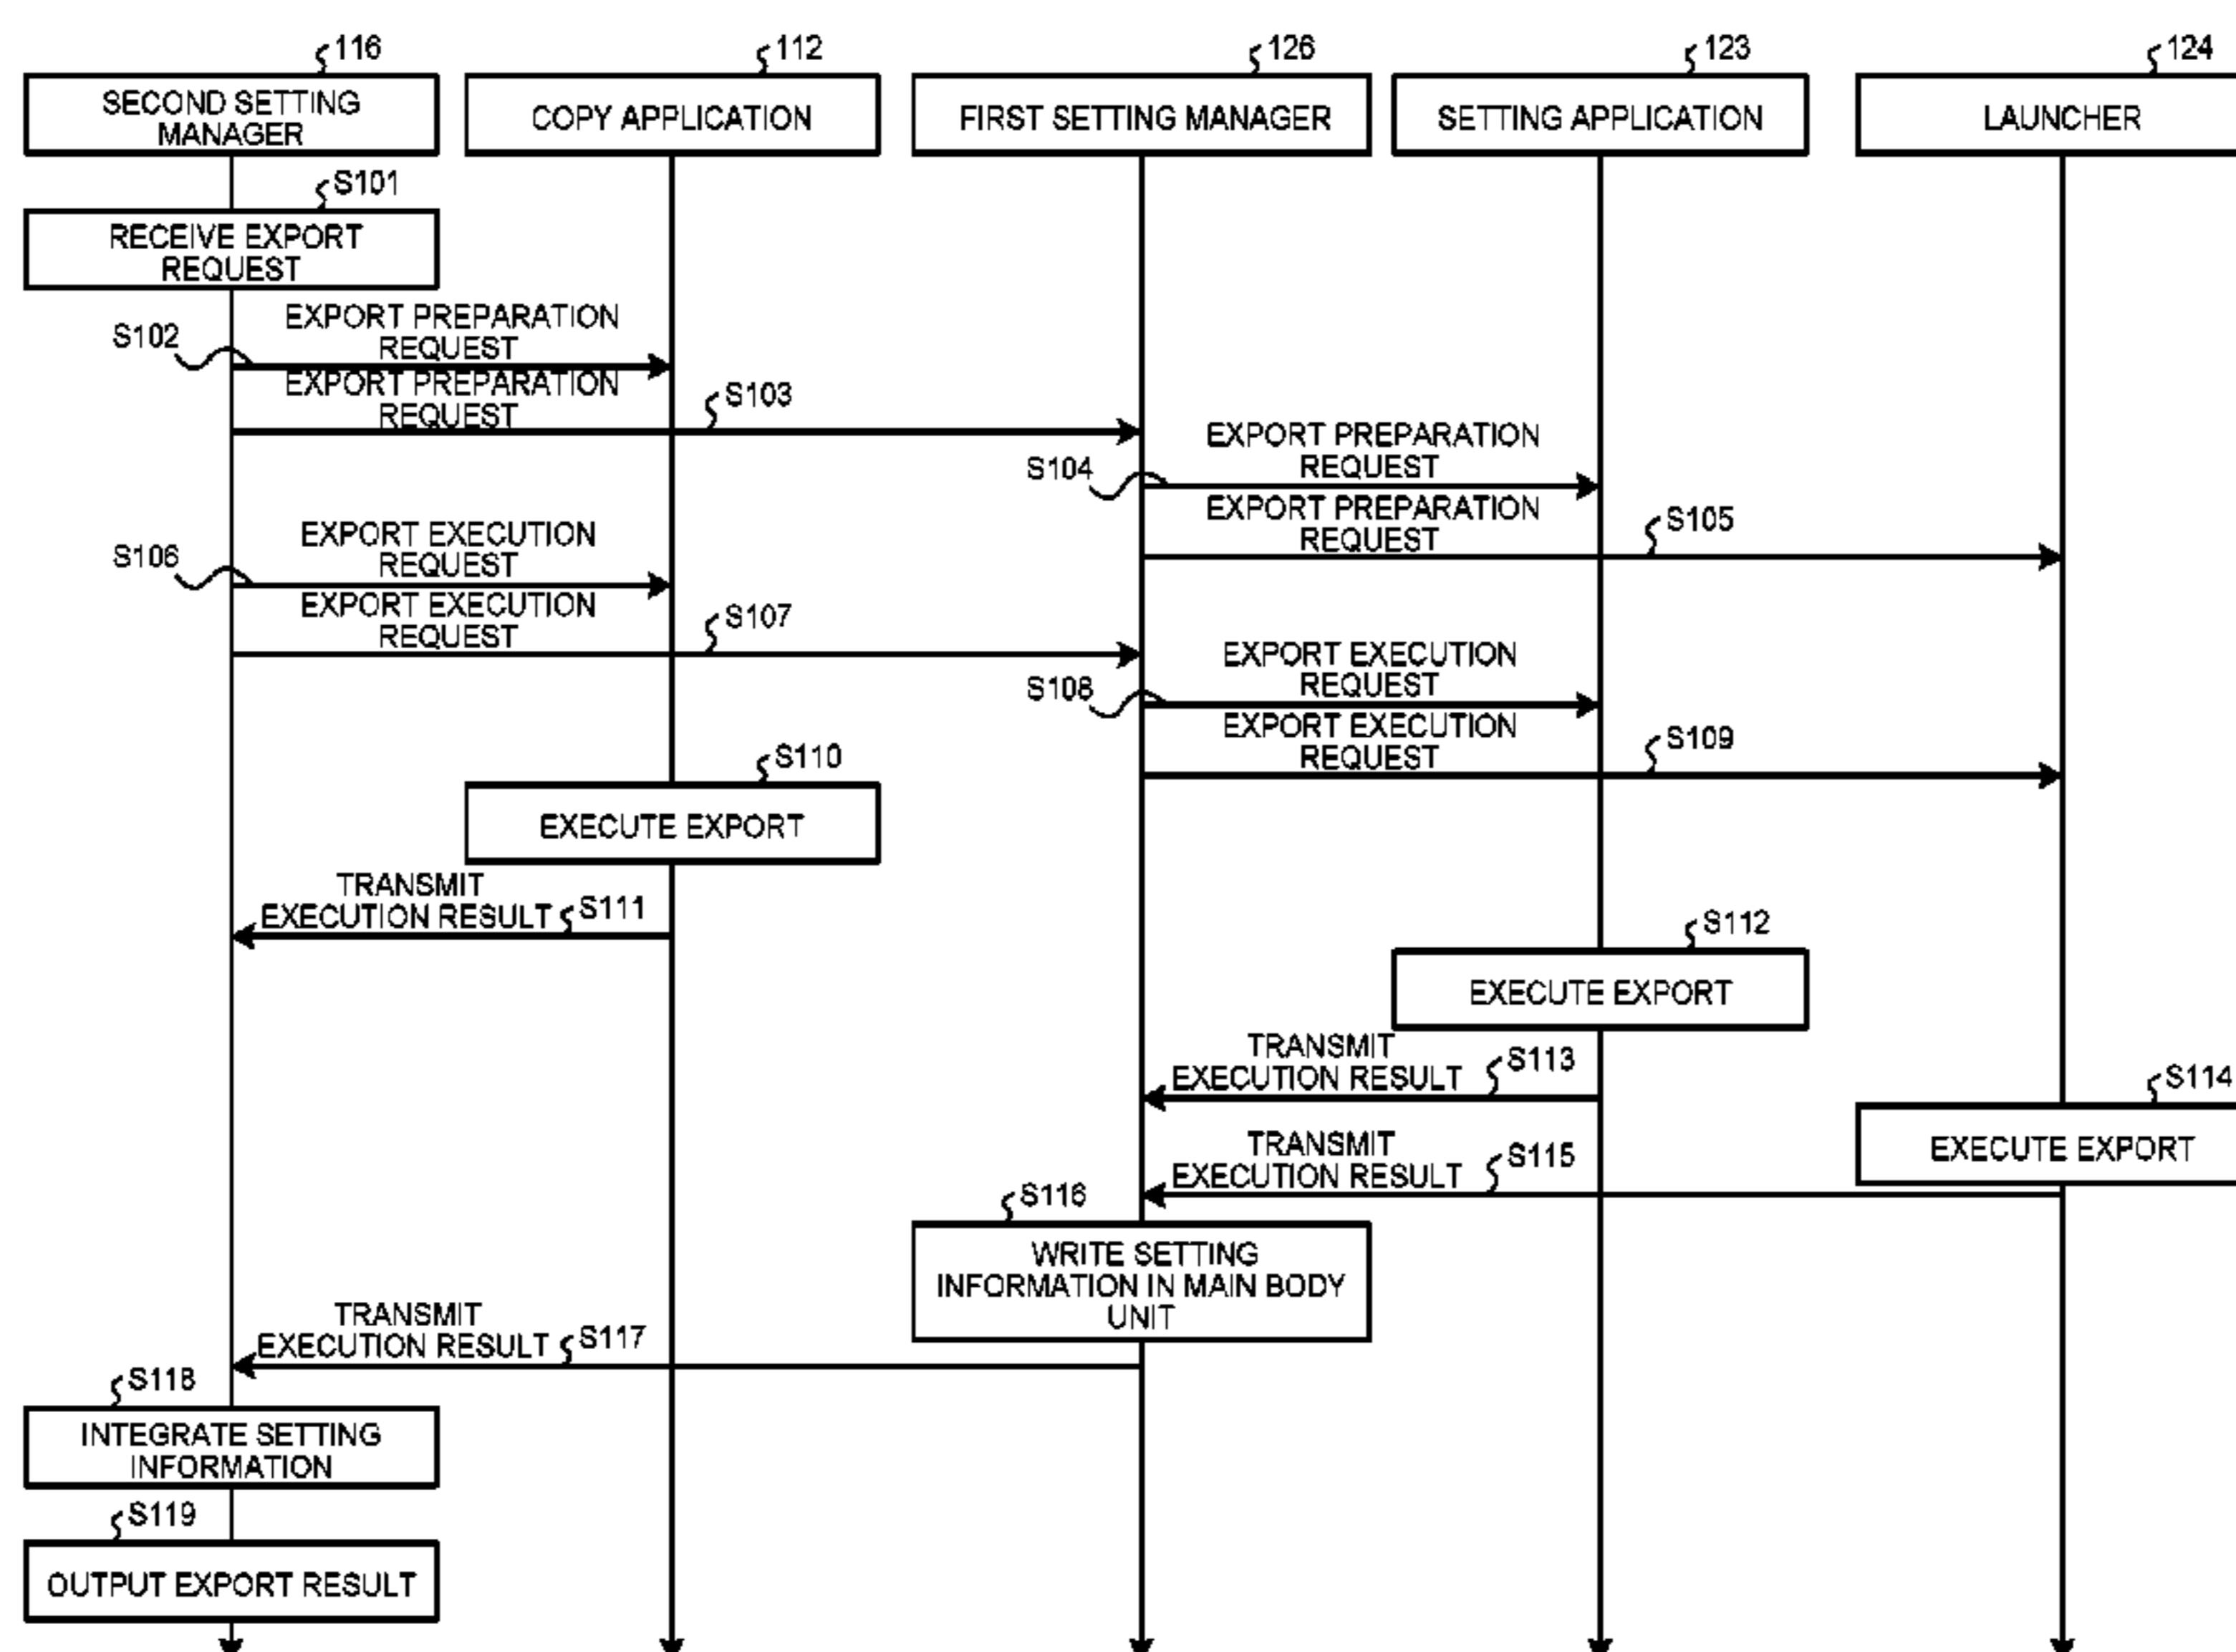 116
112
126
123
124
SECOND SETTING
MANAGER
COPY APPLICATION
FIRST SETTING MANAGER
SETTING APPLICATION
LAUNCHER
S101
RECEIVE EXPORT
REQUEST
S102
EXPORT PREPARATION
REQUEST
EXPORT PREPARATION
REQUEST
S103
S104
EXPORT PREPARATION
REQUEST
EXPORT PREPARATION
REQUEST
S105
S106
EXPORT EXECUTION
REQUEST
EXPORT EXECUTION
REQUEST
S107
S108
EXPORT EXECUTION
REQUEST
EXPORT EXECUTION
REQUEST
S109
S110
EXECUTE EXPORT
TRANSMIT
EXECUTION RESULT
S111
S112
EXECUTE EXPORT
TRANSMIT
EXECUTION RESULT
S113
S114
EXECUTE EXPORT
TRANSMIT
EXECUTION RESULT
S115
S116
WRITE SETTING
INFORMATION IN MAIN BODY
UNIT
TRANSMIT
EXECUTION RESULT
S117
S118
INTEGRATE SETTING
INFORMATION
S119
OUTPUT EXPORT RESULT